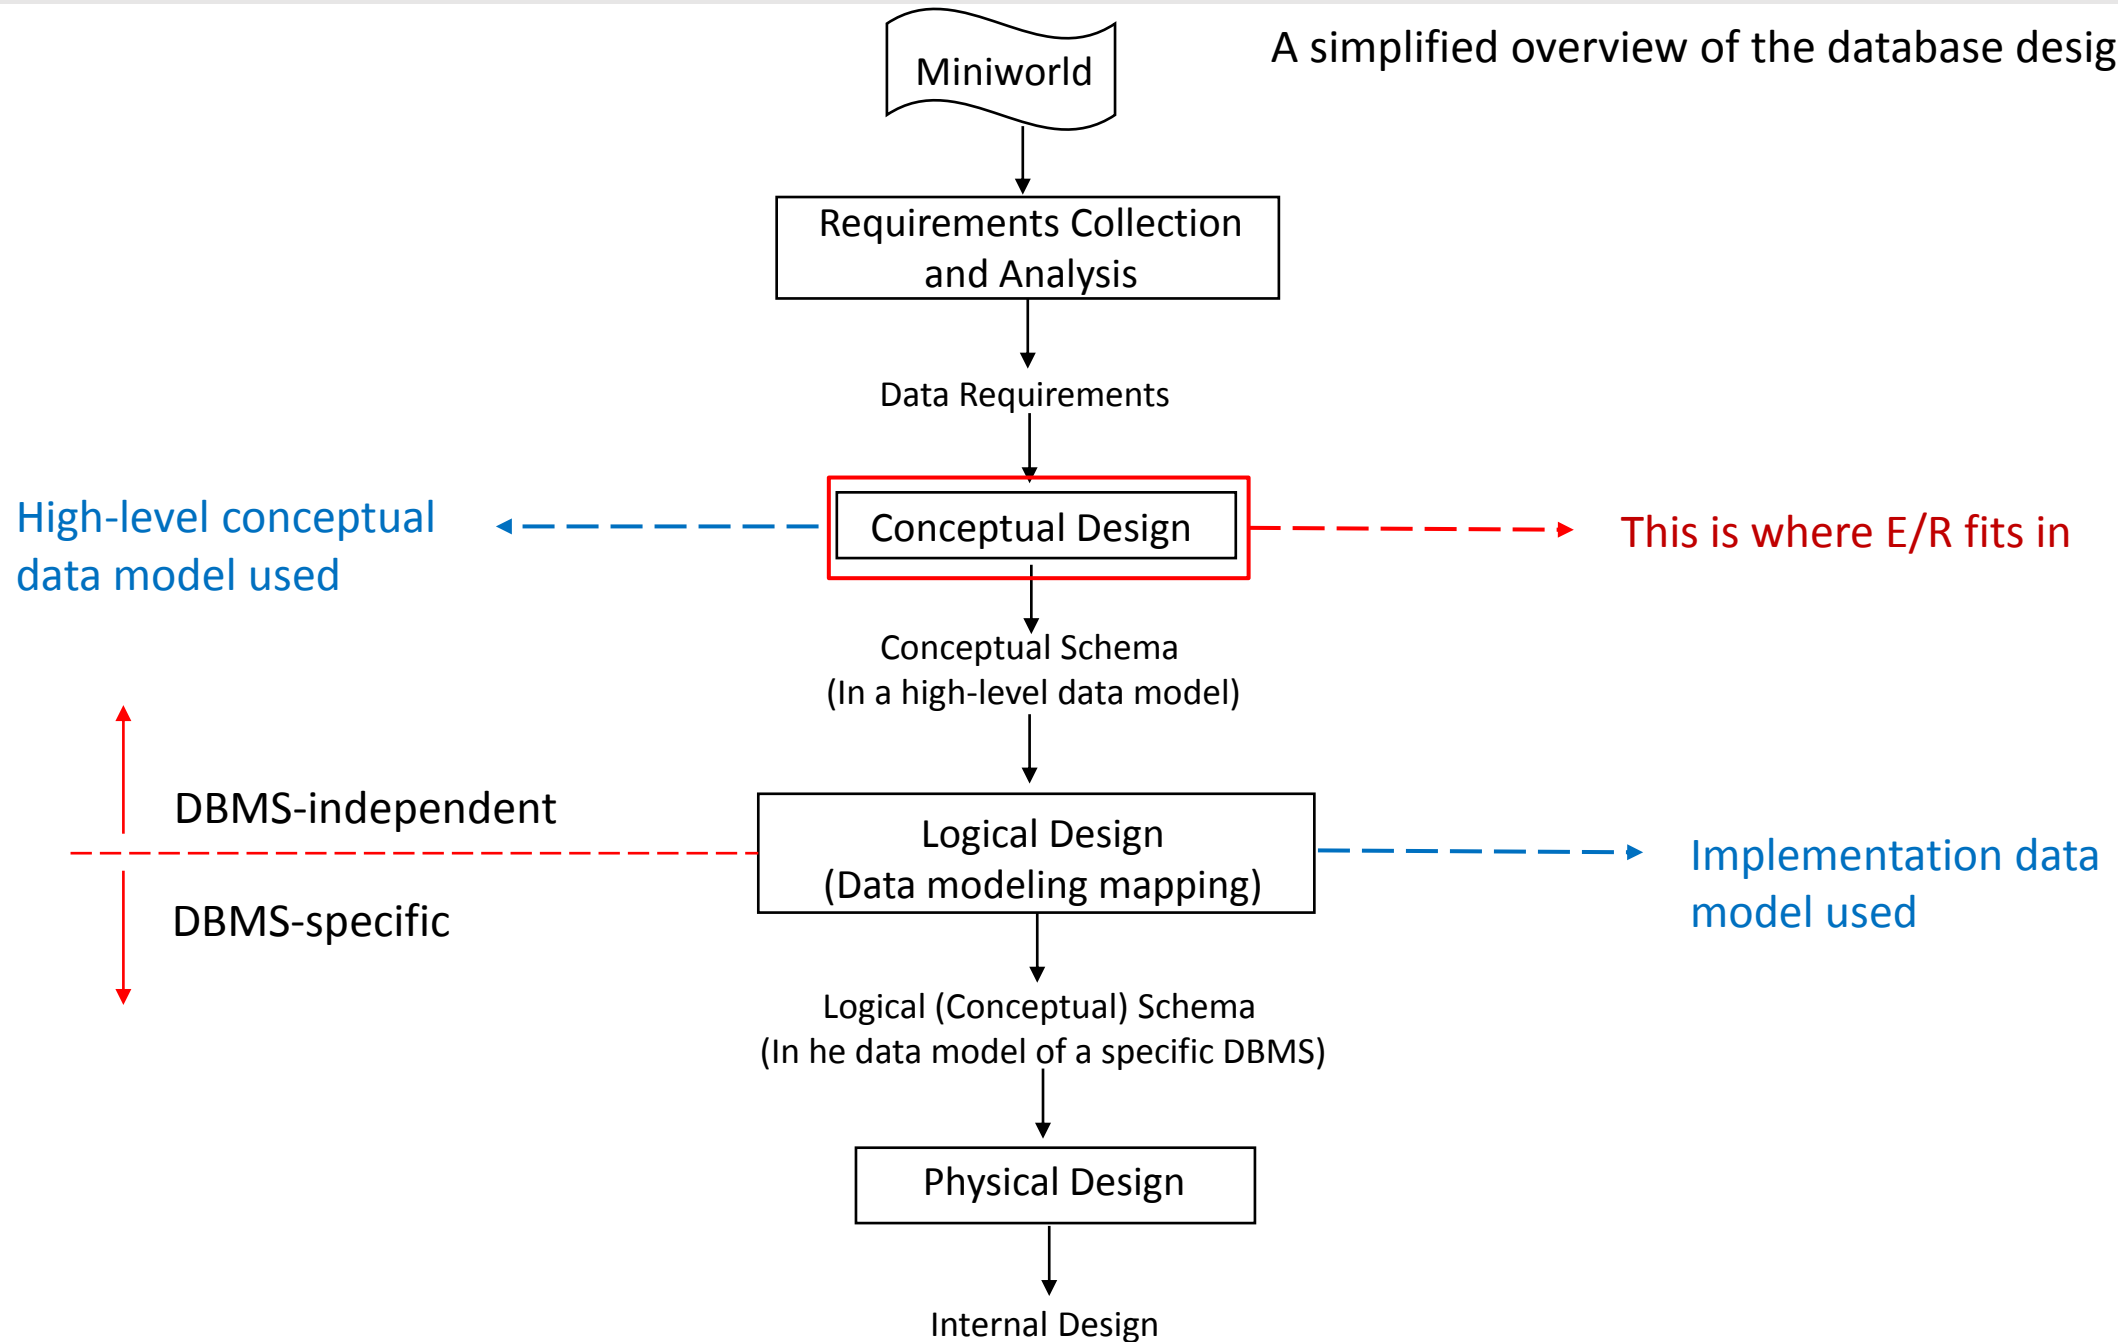 A simplified overview of the database desig
Miniworld
Requirements Collection
and Analysis
Data Requirements
High-level conceptual
data model used
Conceptual Design
This is where E/R fits in
Conceptual Schema
(In a high-level data model)
DBMS-independent
DBMS-specific
Logical Design
(Data modeling mapping)
Implementation data
model used
Logical (Conceptual) Schema
(In he data model of a specific DBMS)
Physical Design
Internal Design